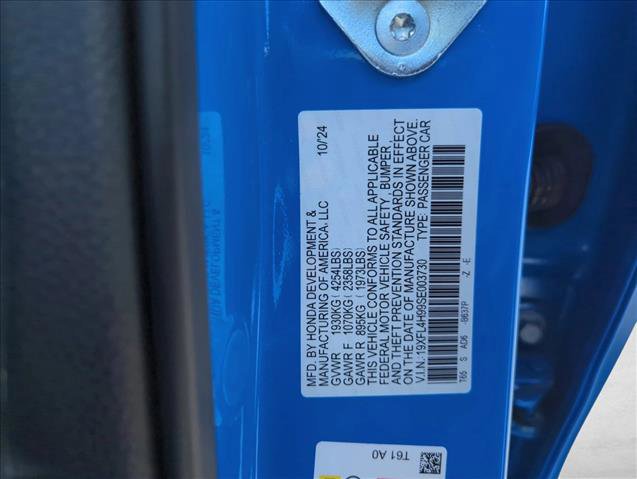 MFD. BY HONDA DEVELOPMENT & 10/24
MANUFACTURING OF AMERICA, LLC
GVWR 1930KG ( 4254LBS)
GAWR F 1070KG ( 2358LBS)
GAWR R 895KG ( 1973LBS)
THIS VEHICLE CONFORMS TO ALL APPLICABLE
FEDERAL MOTOR VEHICLE SAFETY, BUMPER,
AND THEFT PREVENTION STANDARDS IN EFFECT
ON THE DATE OF MANUFACTURE SHOWN ABOVE.
V.I.N.: 19XFL4H99SE003730 TYPE: PASSENGER CAR
T65 S AD6 -B637P -Z -E
T61 A0